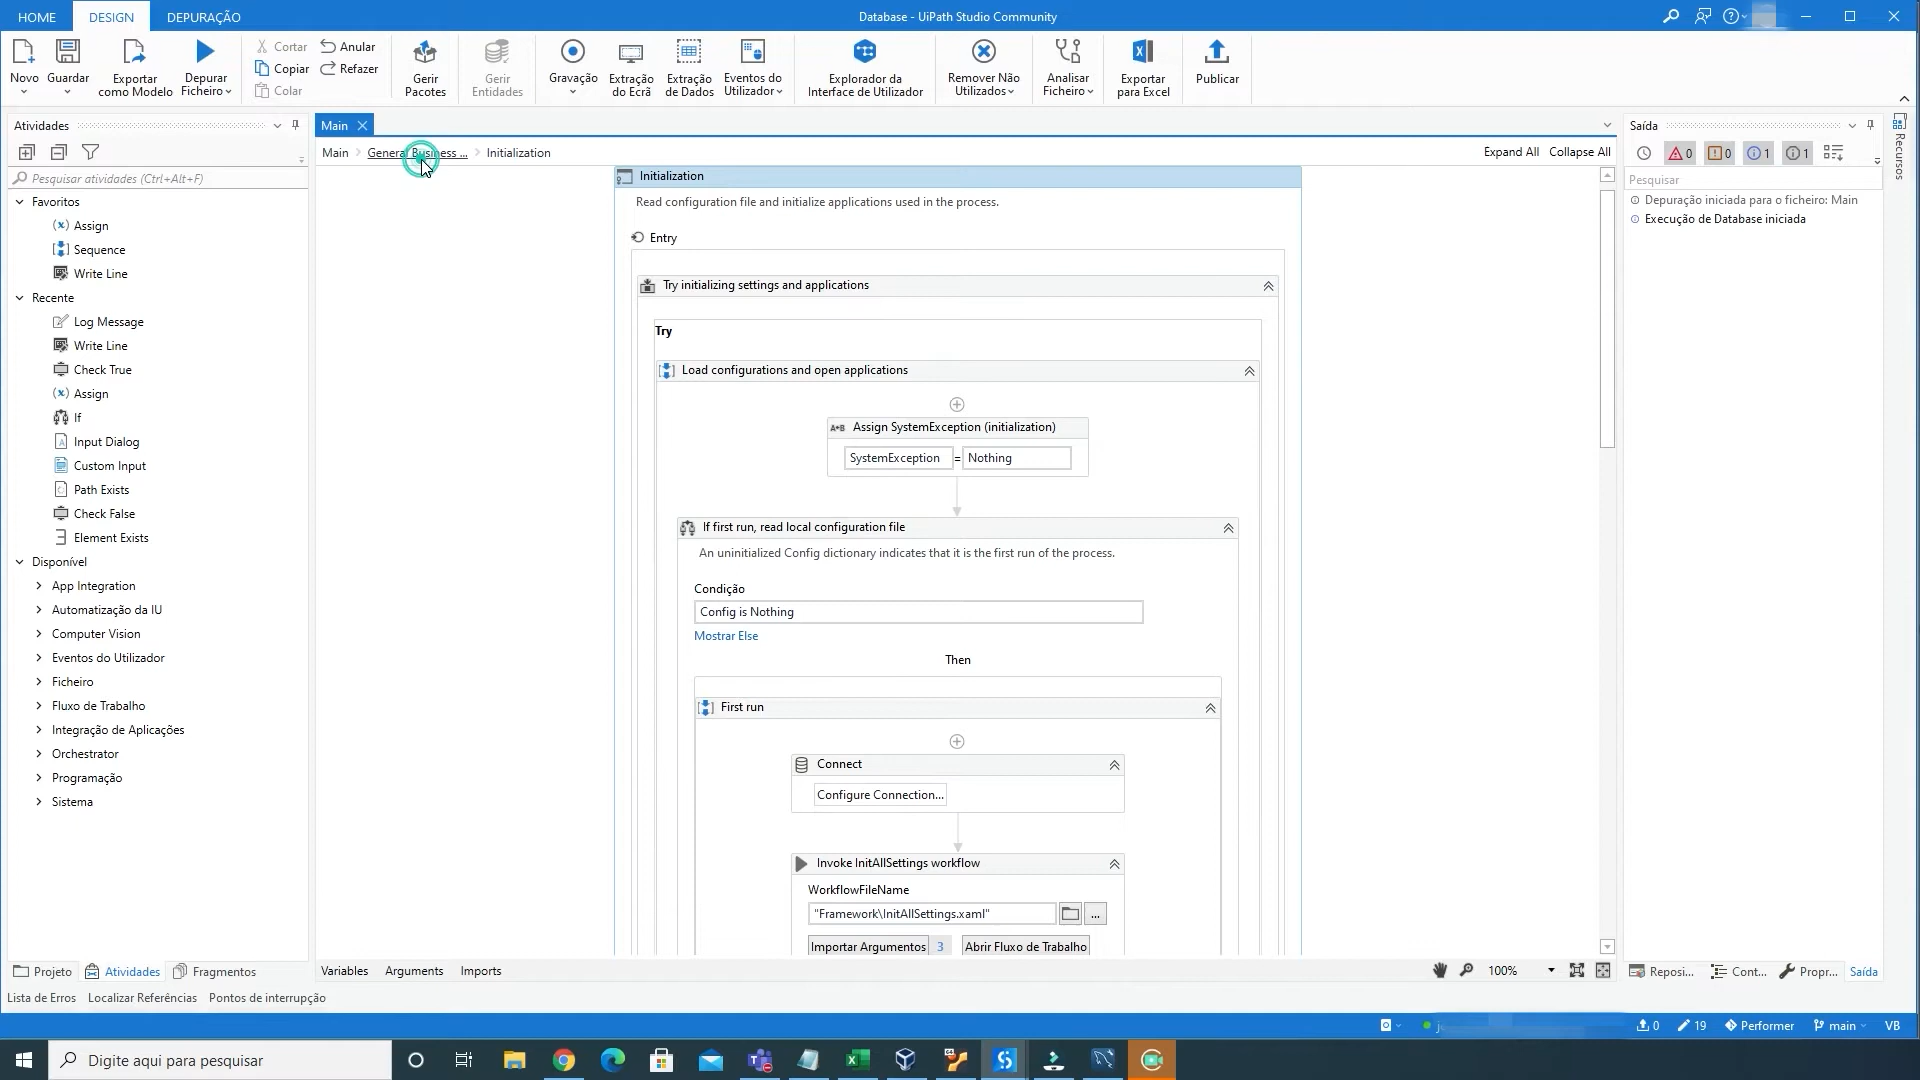 HOME DESIGN DEPURAÇÃO Database - UiPath Studio Community
Novo Guardar Exportar como Modelo Depurar Ficheiro
Cortar Copiar Colar Anular Refazer
Gerir Pacotes Gerir Entidades
Gravação Extração do Ecrã Extração de Dados Eventos do Utilizador
Explorador da Interface de Utilizador
Remover Não Utilizados Analisar Ficheiro Exportar para Excel Publicar
Atividades
Pesquisar atividades (Ctrl+Alt+F)
Favoritos
Assign
Sequence
Write Line
Recente
Log Message
Write Line
Check True
Assign
If
Input Dialog
Custom Input
Path Exists
Check False
Element Exists
Disponível
App Integration
Automatização da IU
Computer Vision
Eventos do Utilizador
Ficheiro
Fluxo de Trabalho
Integração de Aplicações
Orchestrator
Programação
Sistema
Projeto Atividades Fragmentos
Main
Main General Business ... Initialization Expand All Collapse All
Initialization
Read configuration file and initialize applications used in the process.
Entry
Try initializing settings and applications
Try
Load configurations and open applications
A+B Assign SystemException (initialization)
SystemException = Nothing
If first run, read local configuration file
An uninitialized Config dictionary indicates that it is the first run of the process.
Condição
Config is Nothing
Mostrar Else
Then
First run
Connect
Configure Connection...
Invoke InitAllSettings workflow
WorkflowFileName
"Framework\InitAllSettings.xaml" ...
Importar Argumentos 3 Abrir Fluxo de Trabalho
Variables Arguments Imports 100%
Saída
0 0 1 1
Pesquisar
Depuração iniciada para o ficheiro: Main
Execução de Database iniciada
Recursos
Reposi... Cont... Propr... Saída
Lista de Erros Localizar Referências Pontos de interrupção
0 19 Performer main VB
Digite aqui para pesquisar